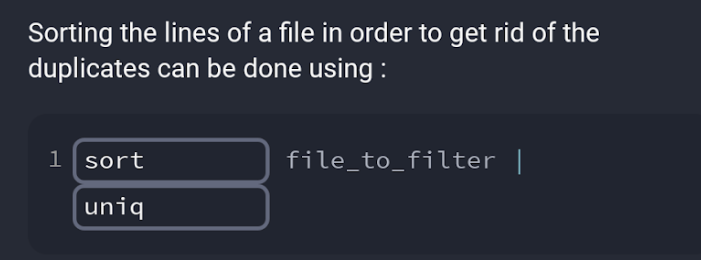 Sorting the lines of a file in order to get rid of the
duplicates can be done using :
1 sort file_to_filter |
uniq